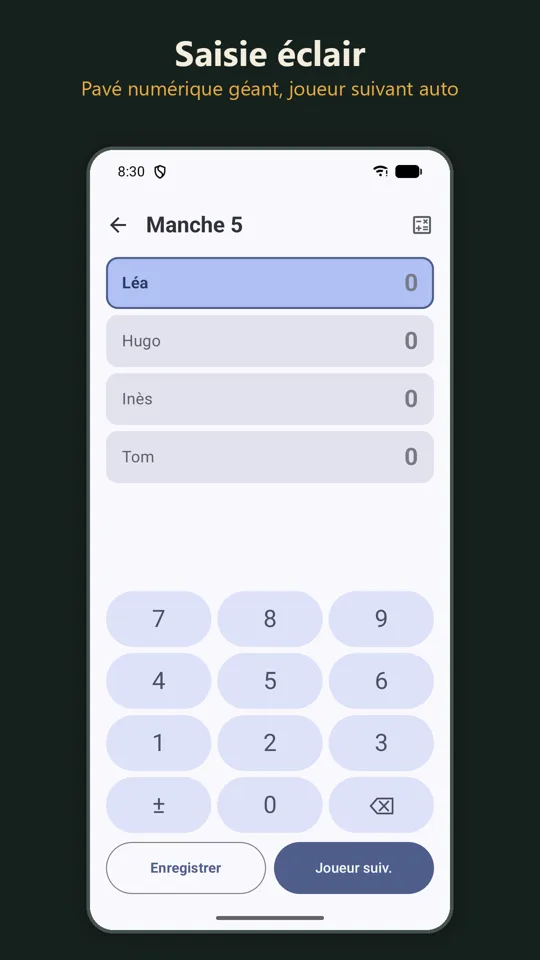 Saisie éclair
Pavé numérique géant, joueur suivant auto
8:30
Manche 5
Léa 0
Hugo 0
Inès 0
Tom 0
7 8 9
4 5 6
1 2 3
± 0
Enregistrer Joueur suiv.